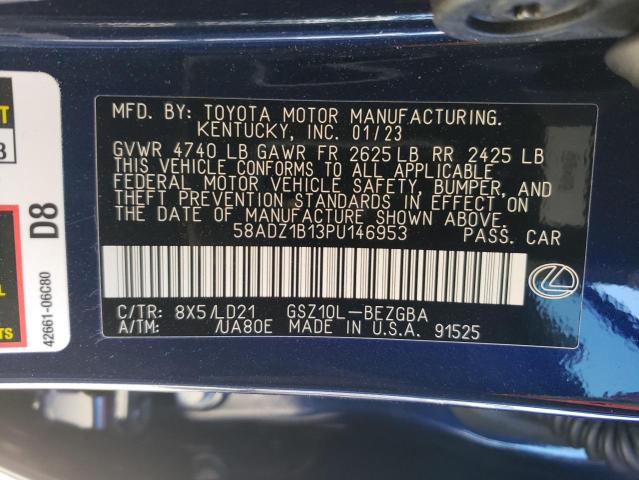 MFD. BY: TOYOTA MOTOR MANUFACTURING.
KENTUCKY, INC. 01/23
GVWR 4740 LB GAWR FR 2625 LB RR 2425 LB
THIS VEHICLE CONFORMS TO ALL APPLICABLE
FEDERAL MOTOR VEHICLE SAFETY, BUMPER, AND
THEFT PREVENTION STANDARDS IN EFFECT ON
THE DATE OF MANUFACTURE SHOWN ABOVE.
58ADZ1B13PU146953 PASS. CAR
C/TR: 8X5/LD21 GSZ10L-BEZGBA
A/TM: /UA80E MADE IN U.S.A. 91525
D8
42661-06C80